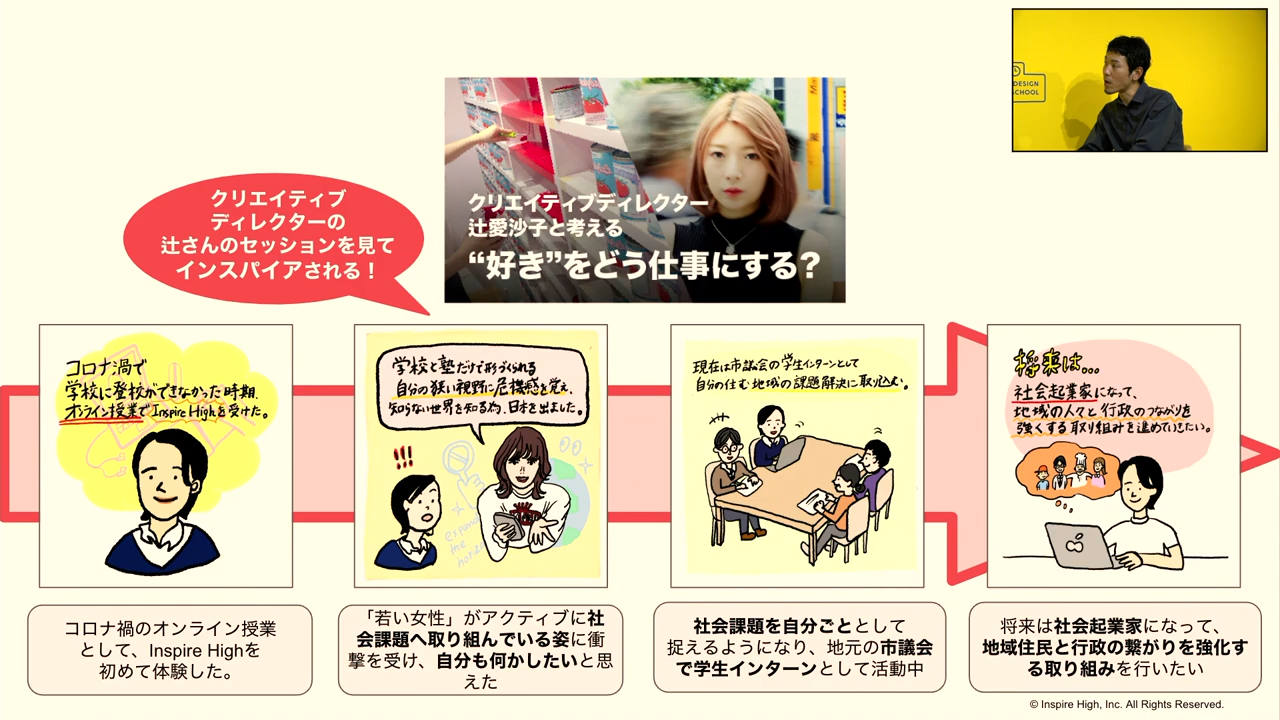 DESIGN
SCHOOL
クリエイティブディレクター
辻愛沙子と考える
“好き”をどう仕事にする？
クリエイティブ
ディレクターの
辻さんのセッションを見て
インスパイアされる！
コロナ渦で
学校に登校ができなかった時期、
オンライン授業でInspire Highを受けた。
学校と塾だけで形づくられる
自分の狭い視野に危機感を覚え、
知らない世界を知る為、日本を出ました。
!!!
expand
the
現在は市議会の学生インターンとして
自分の住む地域の課題解決に取り込む。
将来は...
社会起業家になって、
地域の人々と行政のつながりを
強くする取り組みを進めていきたい。
コロナ禍のオンライン授業
として、Inspire Highを
初めて体験した。
「若い女性」がアクティブに社
会課題へ取り組んでいる姿に衝
撃を受け、自分も何かしたいと思
えた
社会課題を自分ごととして
捉えるようになり、地元の市議会
で学生インターンとして活動中
将来は社会起業家になって、
地域住民と行政の繋がりを強化す
る取り組みを行いたい
© Inspire High, Inc. All Rights Reserved.